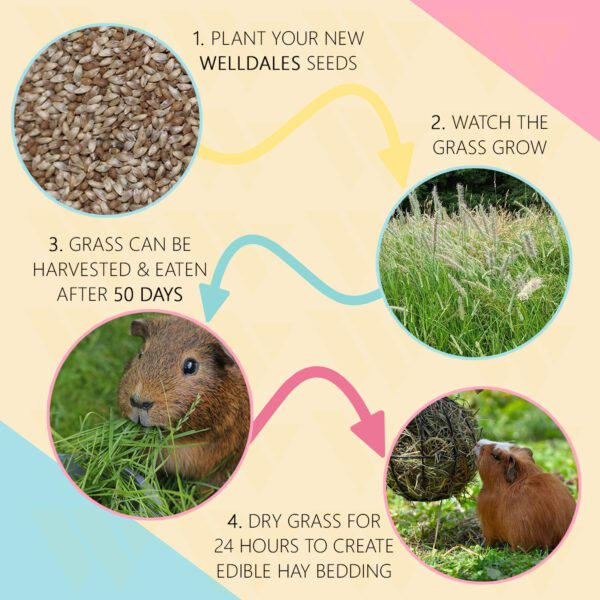 1. PLANT YOUR NEW
WELLDALES SEEDS
2. WATCH THE
GRASS GROW
3. GRASS CAN BE
HARVESTED & EATEN
AFTER 50 DAYS
4. DRY GRASS FOR
24 HOURS TO CREATE
EDIBLE HAY BEDDING